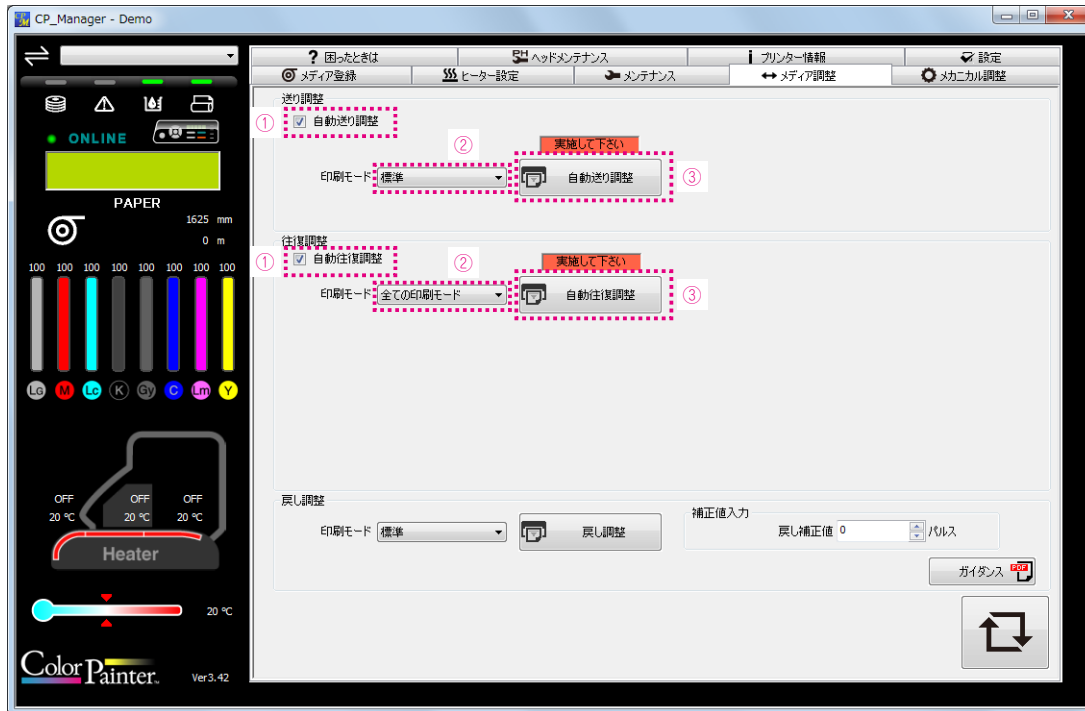 CP_Manager - Demo
? 困ったときは
PH ヘッドメンテナンス
i プリンター情報
設定
メディア登録
ヒーター設定
メンテナンス
↔ メディア調整
メカニカル調整
ONLINE
PAPER
1625 mm
0 m
100 100 100 100 100 100 100 100
Lg M Lc K Gy C Lm Y
OFF OFF OFF
20 ℃ 20 ℃ 20 ℃
Heater
20 ℃
ColorPainter™
Ver3.42
送り調整
① 自動送り調整
②
実施して下さい
印刷モード 標準
自動送り調整 ③
往復調整
① 自動往復調整
②
実施して下さい
印刷モード 全ての印刷モード
自動往復調整 ③
戻し調整
印刷モード 標準
戻し調整
補正値入力
戻し補正値 0 パルス
ガイダンス PDF